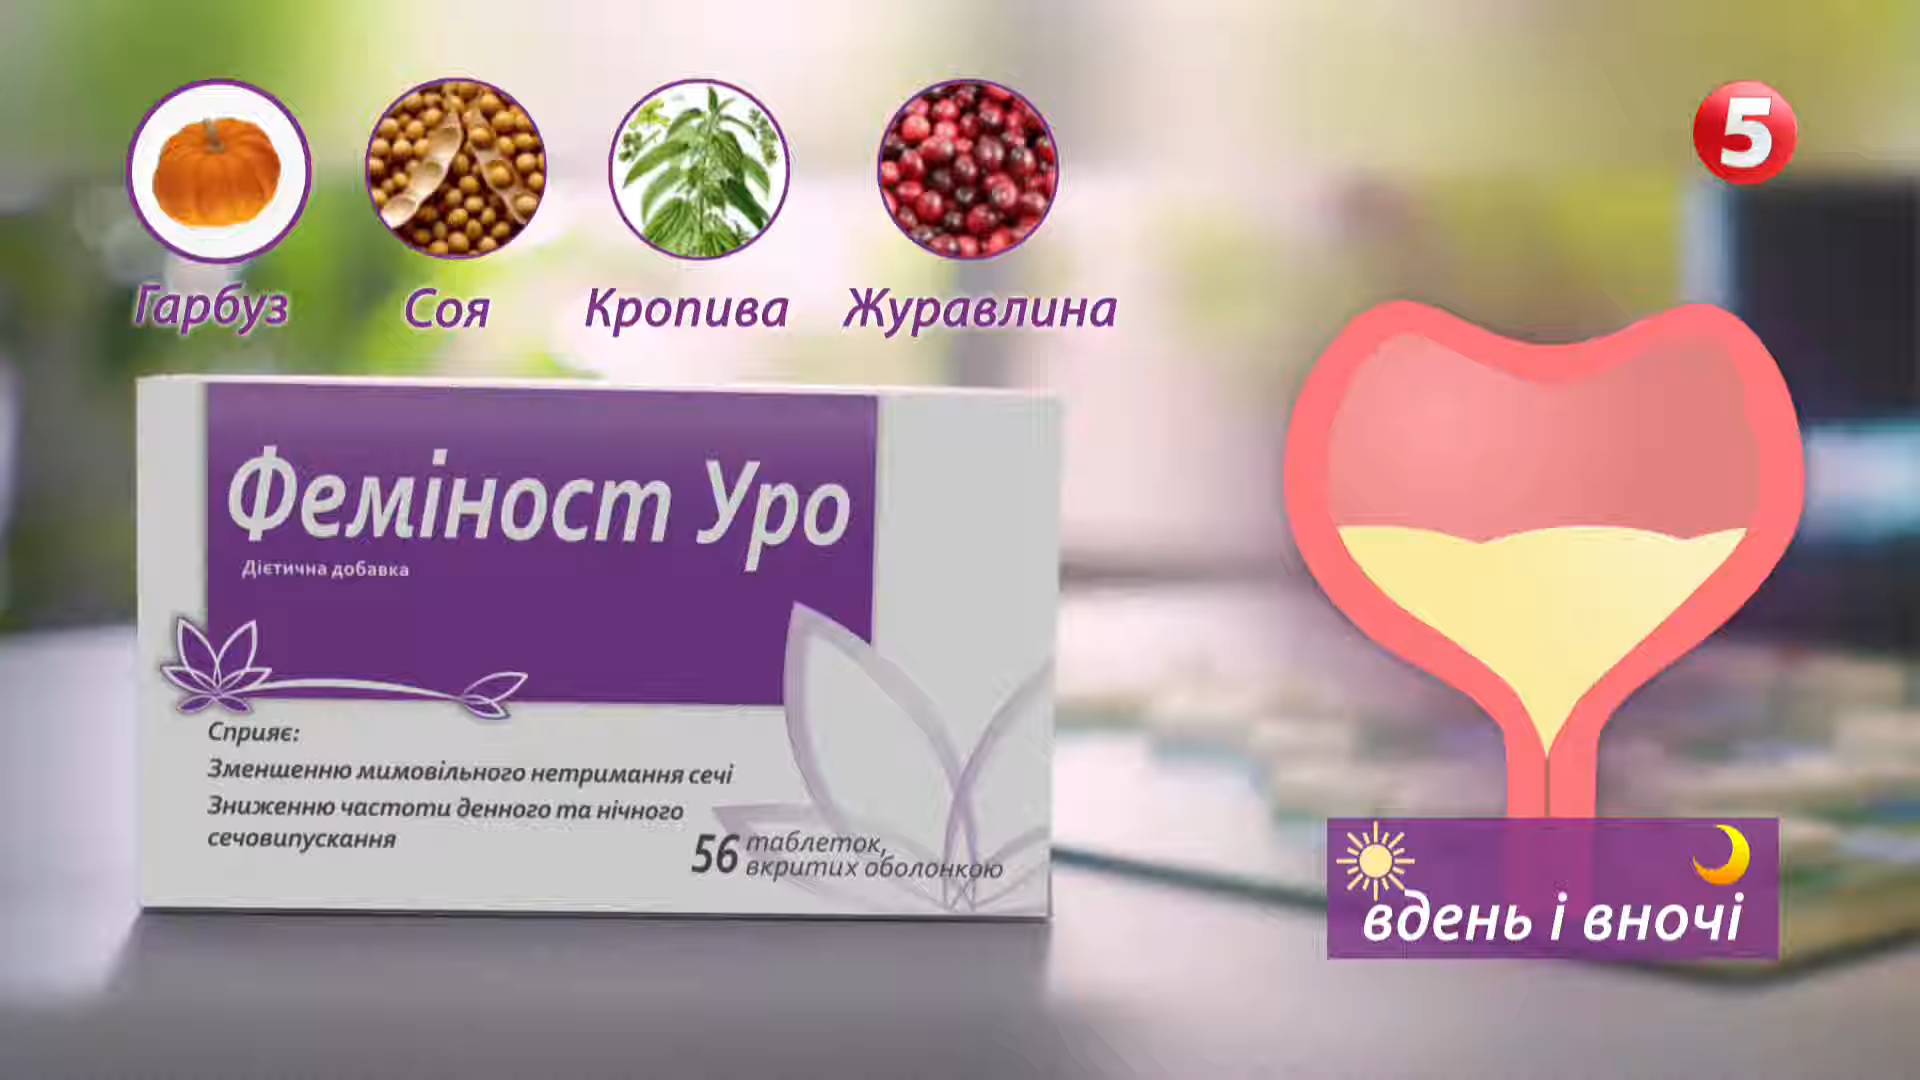 5
Гарбуз
Соя
Кропива
Журавлина
Феміност Уро
Дієтична добавка
Сприяє:
Зменшенню мимовільного нетримання сечі
Зниженню частоти денного та нічного
сечовипускання
56 таблеток,
вкритих оболонкою
вдень і вночі